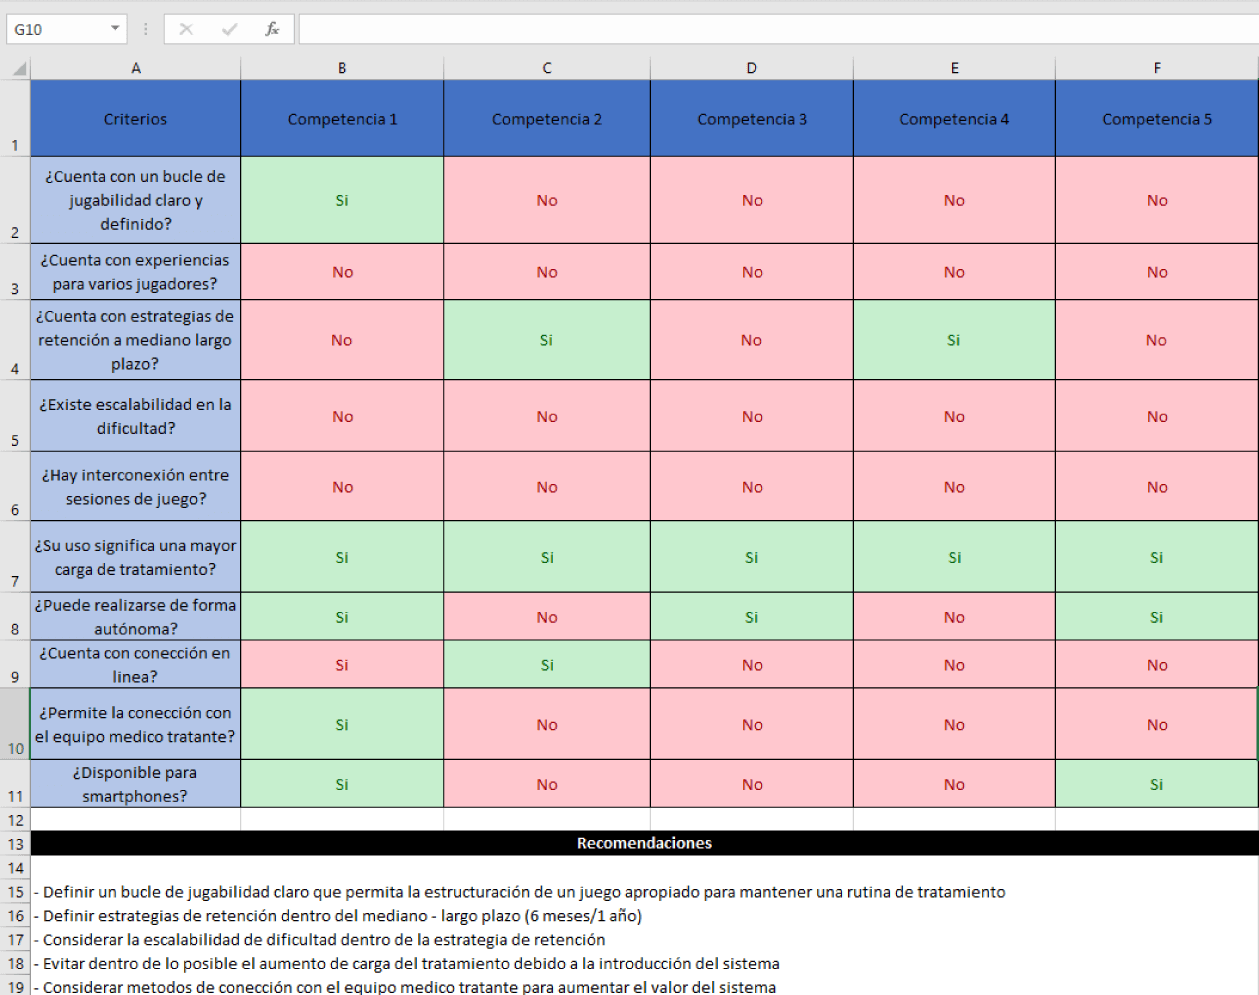 G10
fx
A B C D E F
1 Criterios Competencia 1 Competencia 2 Competencia 3 Competencia 4 Competencia 5
¿Cuenta con un bucle de
jugabilidad claro y
definido?
2 Si No No No No
¿Cuenta con experiencias
para varios jugadores?
3 No No No No No
¿Cuenta con estrategias de
retención a mediano largo
plazo?
4 No Si No Si No
¿Existe escalabilidad en la
dificultad?
5 No No No No No
¿Hay interconexión entre
sesiones de juego?
6 No No No No No
¿Su uso significa una mayor
carga de tratamiento?
7 Si Si Si Si Si
¿Puede realizarse de forma
autónoma?
8 Si No Si No Si
¿Cuenta con conección en
linea?
9 Si Si No No No
¿Permite la conección con
el equipo medico tratante?
10 Si No No No No
¿Disponible para
smartphones?
11 Si No No No Si
12
13 Recomendaciones
14
15 - Definir un bucle de jugabilidad claro que permita la estructuración de un juego apropiado para mantener una rutina de tratamiento
16 - Definir estrategias de retención dentro del mediano - largo plazo (6 meses/1 año)
17 - Considerar la escalabilidad de dificultad dentro de la estrategia de retención
18 - Evitar dentro de lo posible el aumento de carga del tratamiento debido a la introducción del sistema
19 - Considerar metodos de conección con el equipo medico tratante para aumentar el valor del sistema